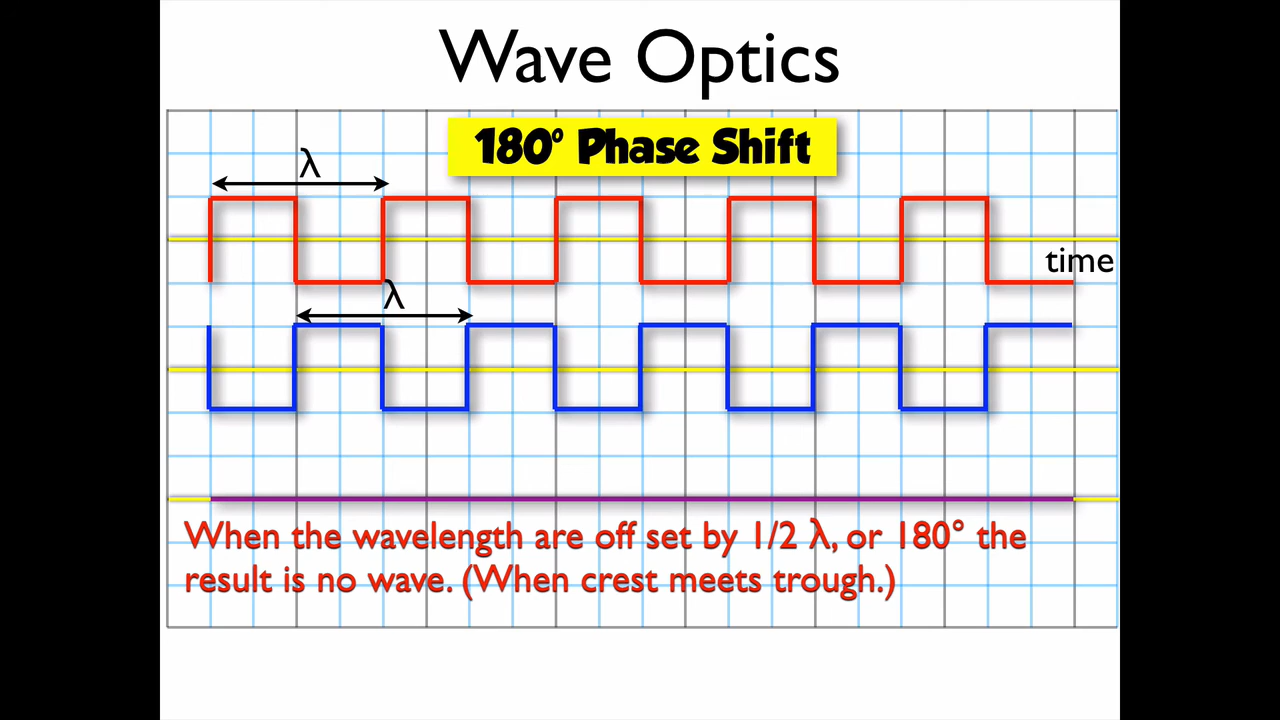 Wave Optics
180° Phase Shift
λ
time
λ
When the wavelength are off set by 1/2 λ, or 180° the
result is no wave. (When crest meets trough.)